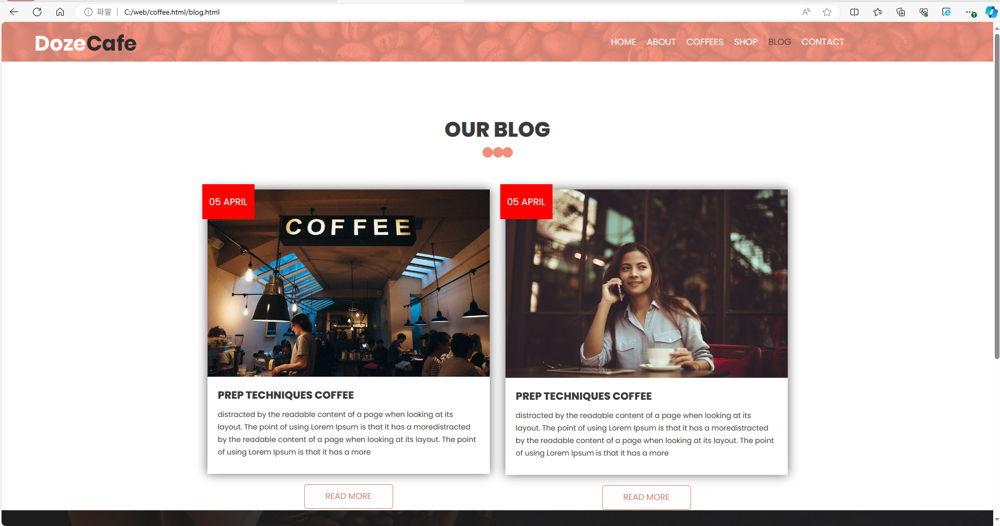 파일 C:/web/coffee.html/blog.html
DozeCafe
HOME ABOUT COFFEES SHOP BLOG CONTACT
OUR BLOG
05 APRIL
COFFEE
PREP TECHNIQUES COFFEE
distracted by the readable content of a page when looking at its
layout. The point of using Lorem Ipsum is that it has a moredistracted
by the readable content of a page when looking at its layout. The point
of using Lorem Ipsum is that it has a more
READ MORE
05 APRIL
PREP TECHNIQUES COFFEE
distracted by the readable content of a page when looking at its
layout. The point of using Lorem Ipsum is that it has a moredistracted
by the readable content of a page when looking at its layout. The point
of using Lorem Ipsum is that it has a more
READ MORE